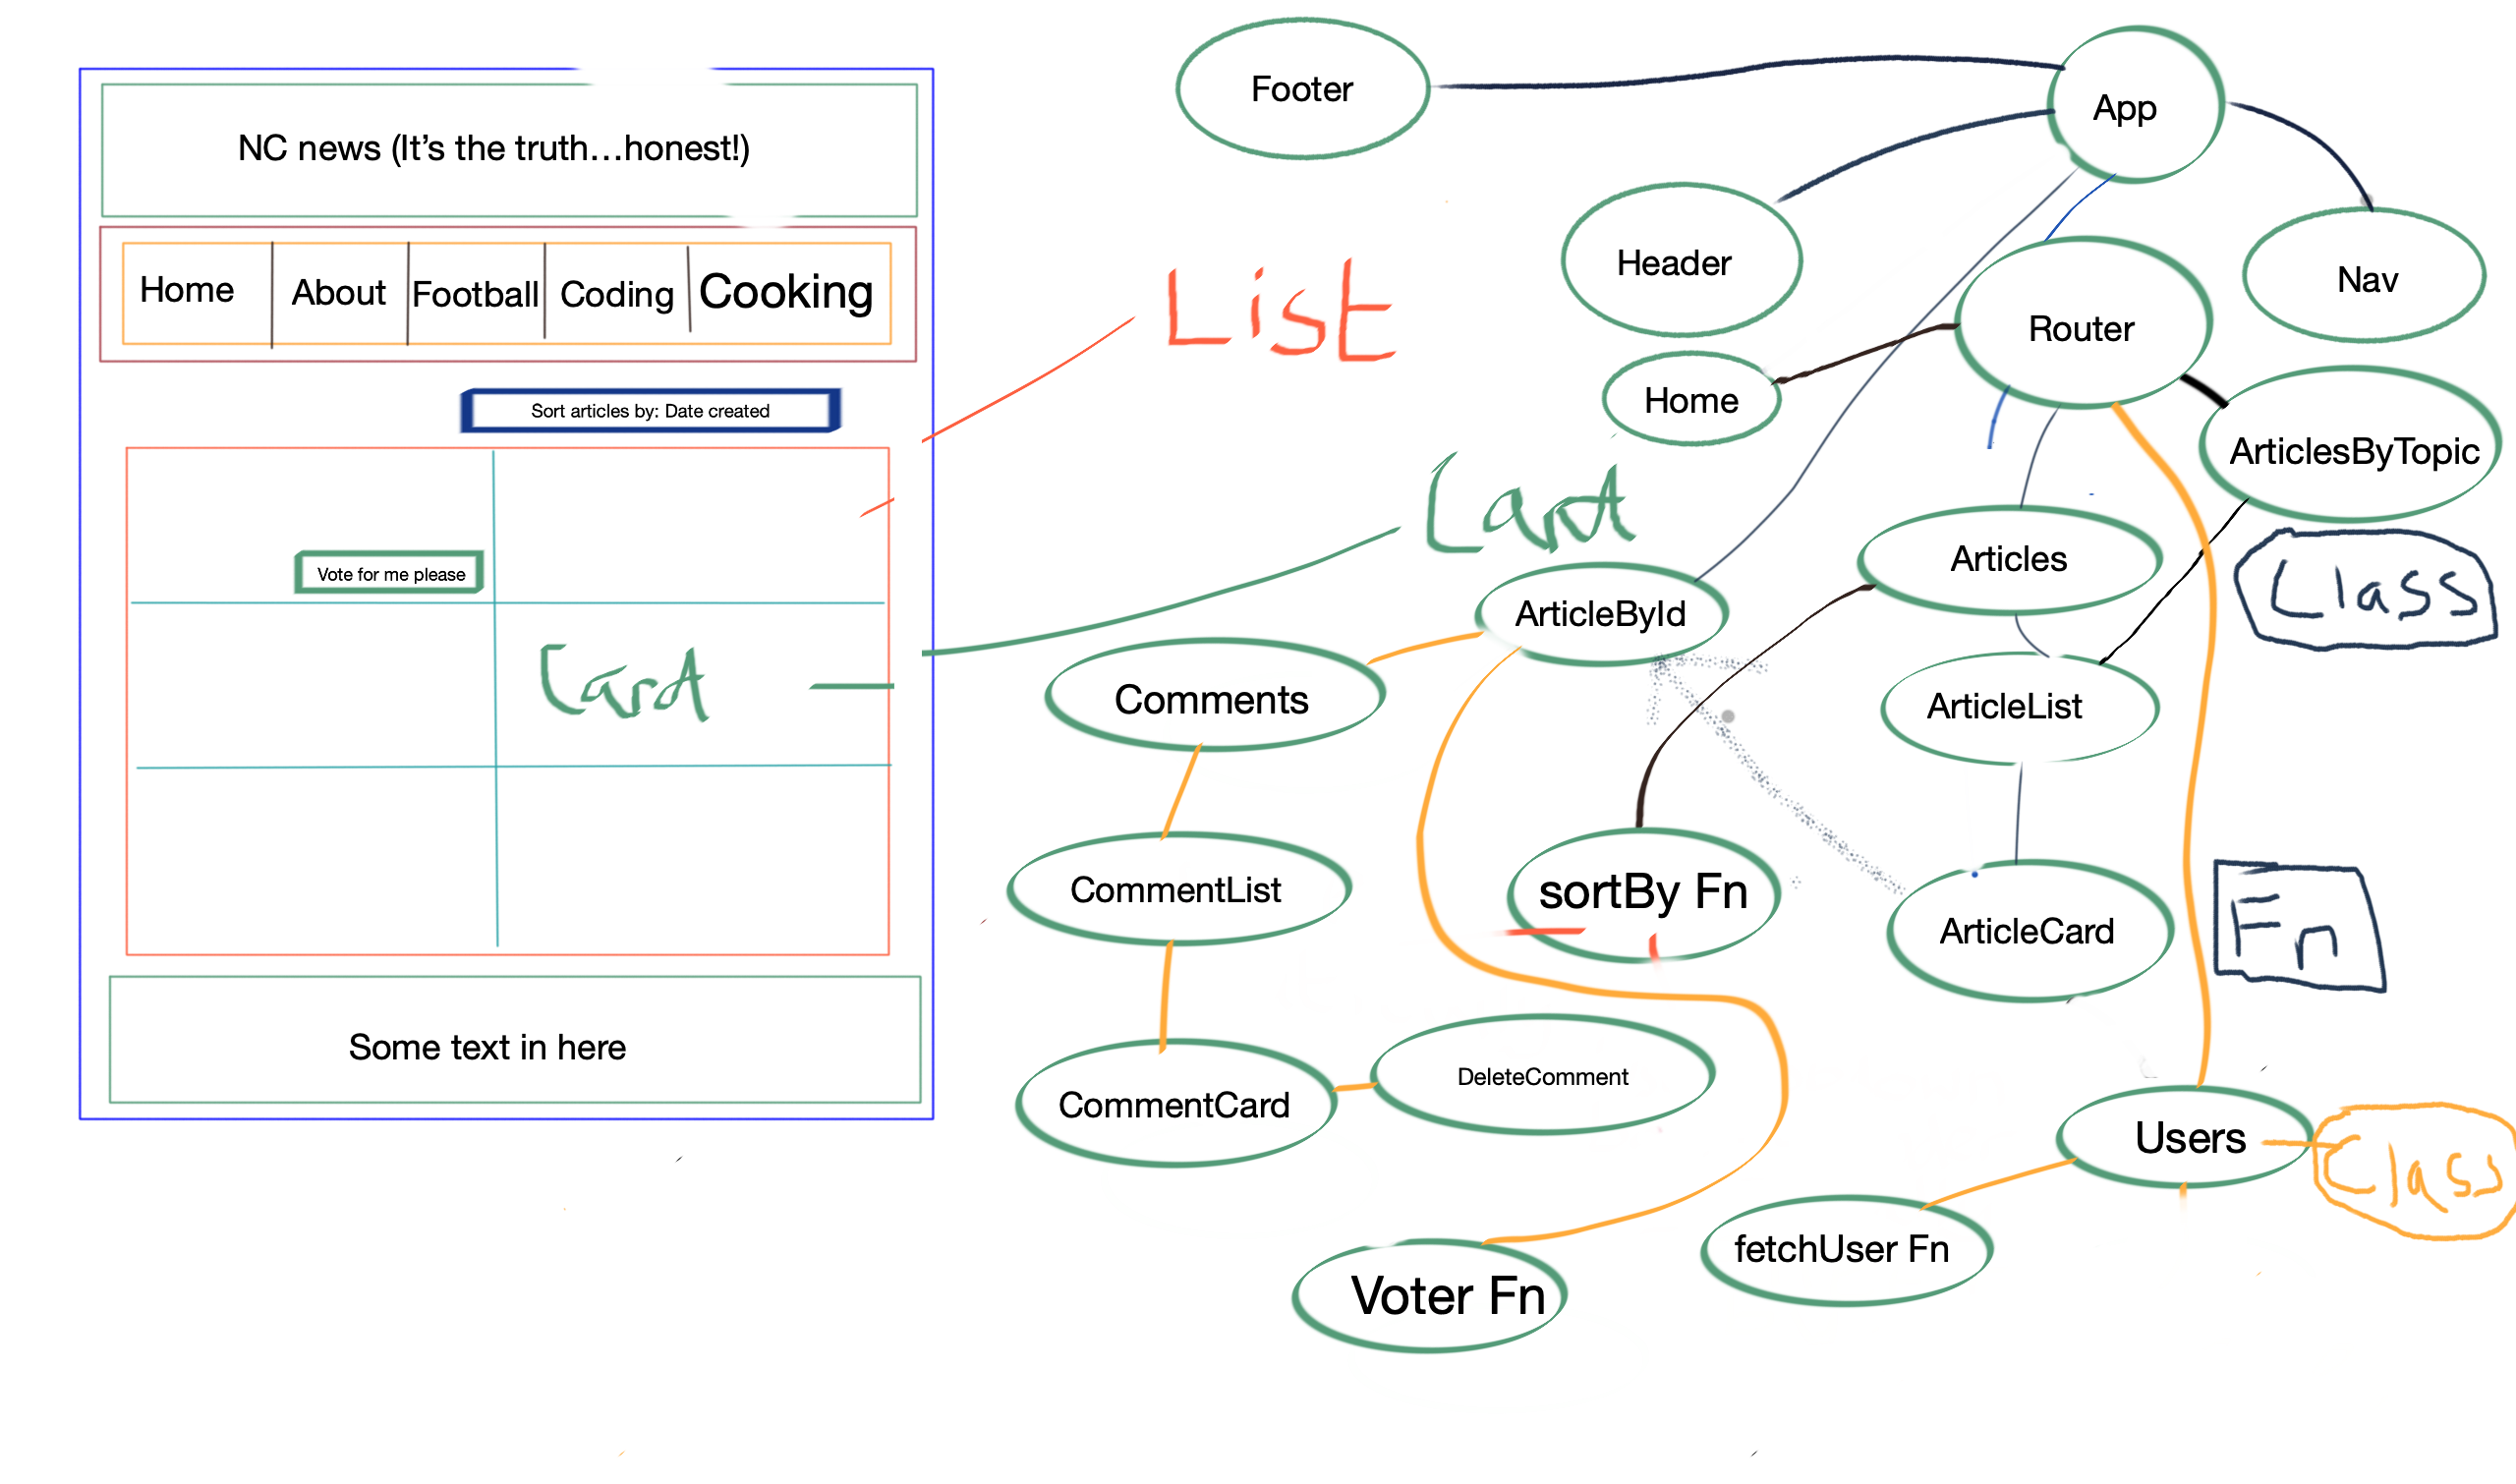 NC news (It's the truth...honest!)
Home
About
Football
Coding
Cooking
Sort articles by: Date created
Vote for me please
Card
Some text in here
List
Card
Footer
App
Header
Nav
Router
Home
ArticlesByTopic
Articles
Class
ArticleById
Comments
ArticleList
CommentList
sortBy Fn
ArticleCard
Fn
DeleteComment
CommentCard
Users
Class
fetchUser Fn
Voter Fn